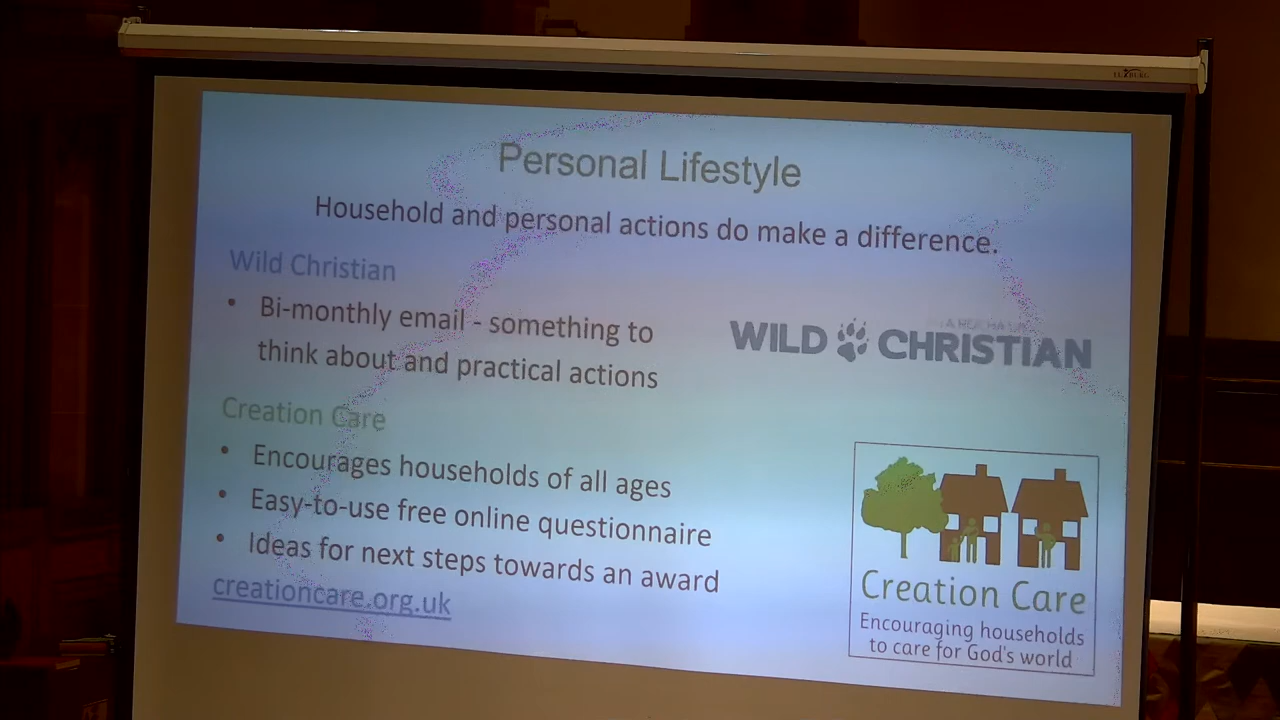 Personal Lifestyle
Household and personal actions do make a difference.
Wild Christian
• Bi-monthly email - something to
think about and practical actions
WILD CHRISTIAN
Creation Care
• Encourages households of all ages
• Easy-to-use free online questionnaire
• Ideas for next steps towards an award
creationcare.org.uk
Creation Care
Encouraging households
to care for God's world